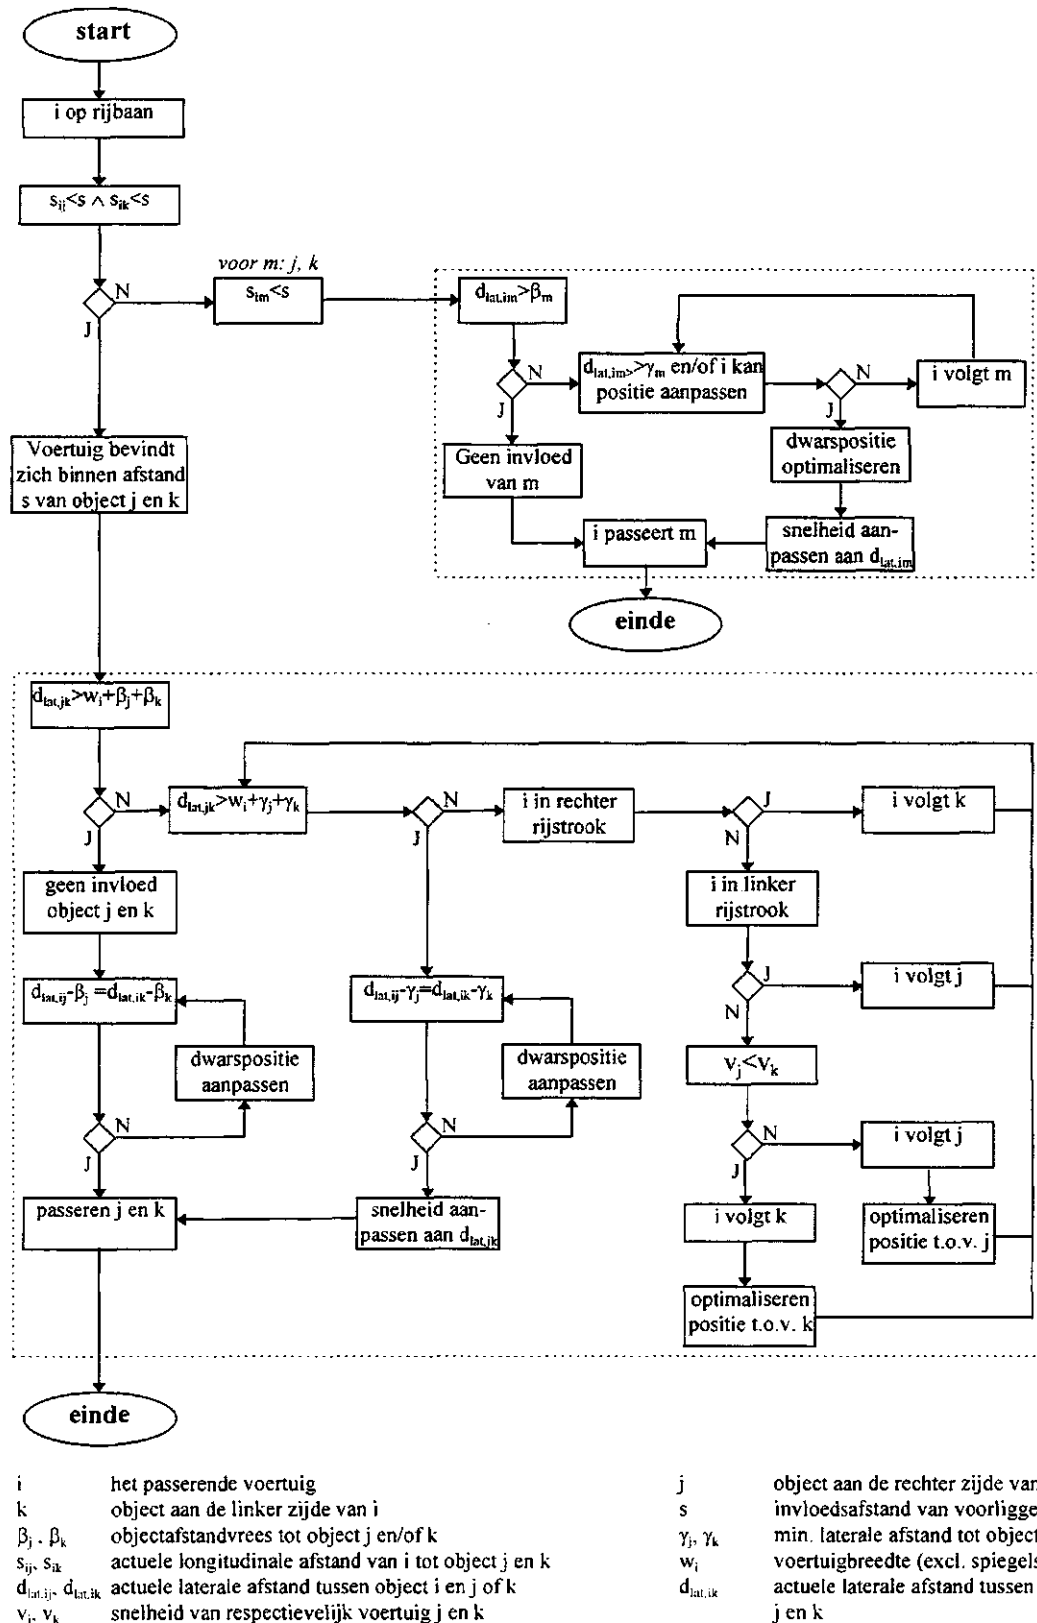 start
i op rijbaan
s_ij<s ∧ s_ik<s
N
J
voor m: j, k
s_im<s
d_lat,im>β_m
N
J
d_lat,im>>γ_m en/of i kan
positie aanpassen
N
J
i volgt m
Geen invloed
van m
dwarspositie
optimaliseren
i passeert m
snelheid aan-
passen aan d_lat,im
einde
Voertuig bevindt
zich binnen afstand
s van object j en k
d_lat,jk>w_i+β_j+β_k
N
J
d_lat,jk>w_i+γ_j+γ_k
N
J
i in rechter
rijstrook
J
N
i volgt k
geen invloed
object j en k
i in linker
rijstrook
d_lat,ij-β_j =d_lat,ik-β_k
d_lat,ij-γ_j=d_lat,ik-γ_k
J
N
i volgt j
dwarspositie
aanpassen
dwarspositie
aanpassen
v_j<v_k
N
J
N
J
N
J
i volgt j
passeren j en k
snelheid aan-
passen aan d_lat,jk
i volgt k
optimaliseren
positie t.o.v. j
optimaliseren
positie t.o.v. k
einde
i het passerende voertuig
k object aan de linker zijde van i
β_j, β_k objectafstandvrees tot object j en/of k
s_ij, s_ik actuele longitudinale afstand van i tot object j en k
d_lat,ij, d_lat,ik actuele laterale afstand tussen object i en j of k
v_j, v_k snelheid van respectievelijk voertuig j en k
j object aan de rechter zijde van
s invloedsafstand van voorligge
γ_j, γ_k min. laterale afstand tot object
w_i voertuigbreedte (excl. spiegels
d_lat,ik actuele laterale afstand tussen
j en k